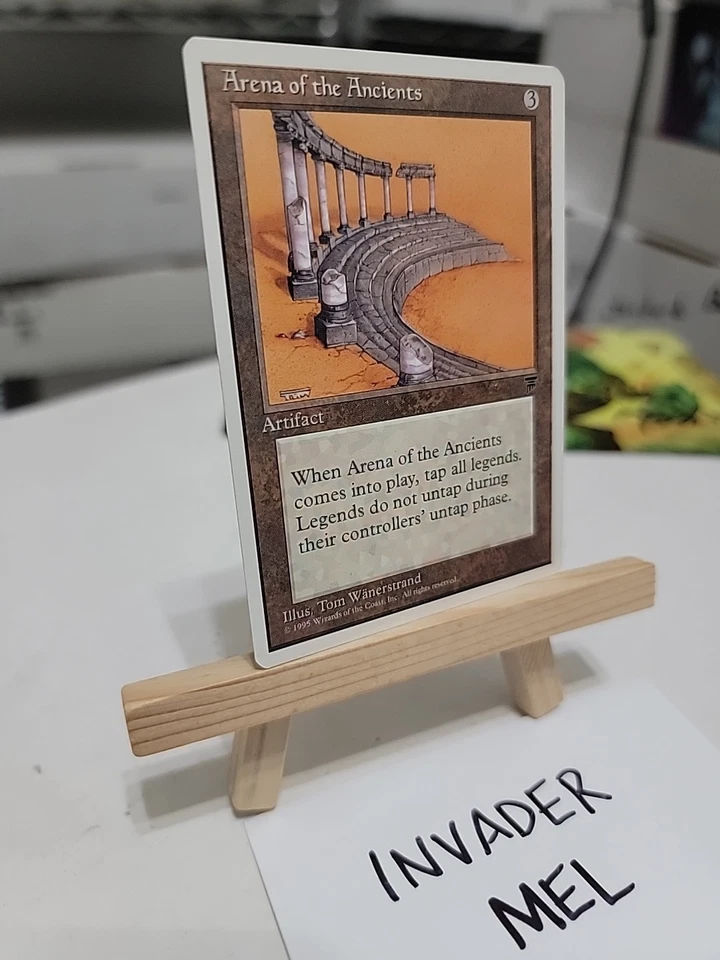 Arena of the Ancients
3
Artifact
When Arena of the Ancients
comes into play, tap all legends.
Legends do not untap during
their controllers' untap phase.
Illus. Tom Wänerstrand
© 1995 Wizards of the Coast, Inc. All rights reserved.
INVADER
MEL